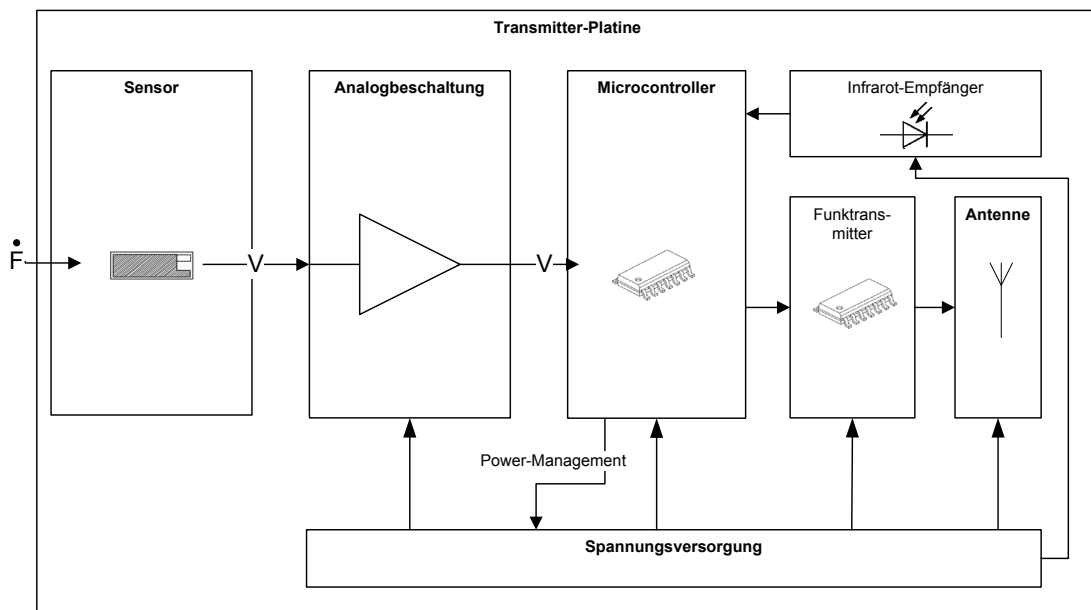 Transmitter-Platine
Sensor
Analogbeschaltung
Microcontroller
Infrarot-Empfänger
Funktrans-
mitter
Antenne
Ḟ
V
V
Power-Management
Spannungsversorgung